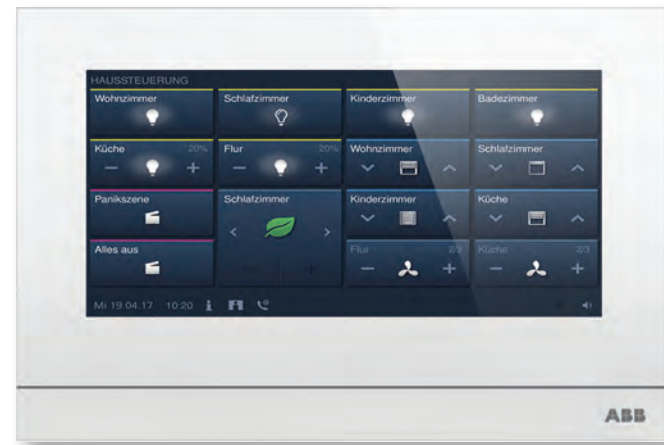 HAUSSTEUERUNG
Wohnzimmer
Schlafzimmer
Kinderzimmer
Badezimmer
Küche 20%
Flur 20%
Wohnzimmer
Schlafzimmer
Panikszene
Schlafzimmer
Kinderzimmer
Küche
Alles aus
Flur 2/3
Küche 2/3
Mi 19.04.17 10:20
ABB